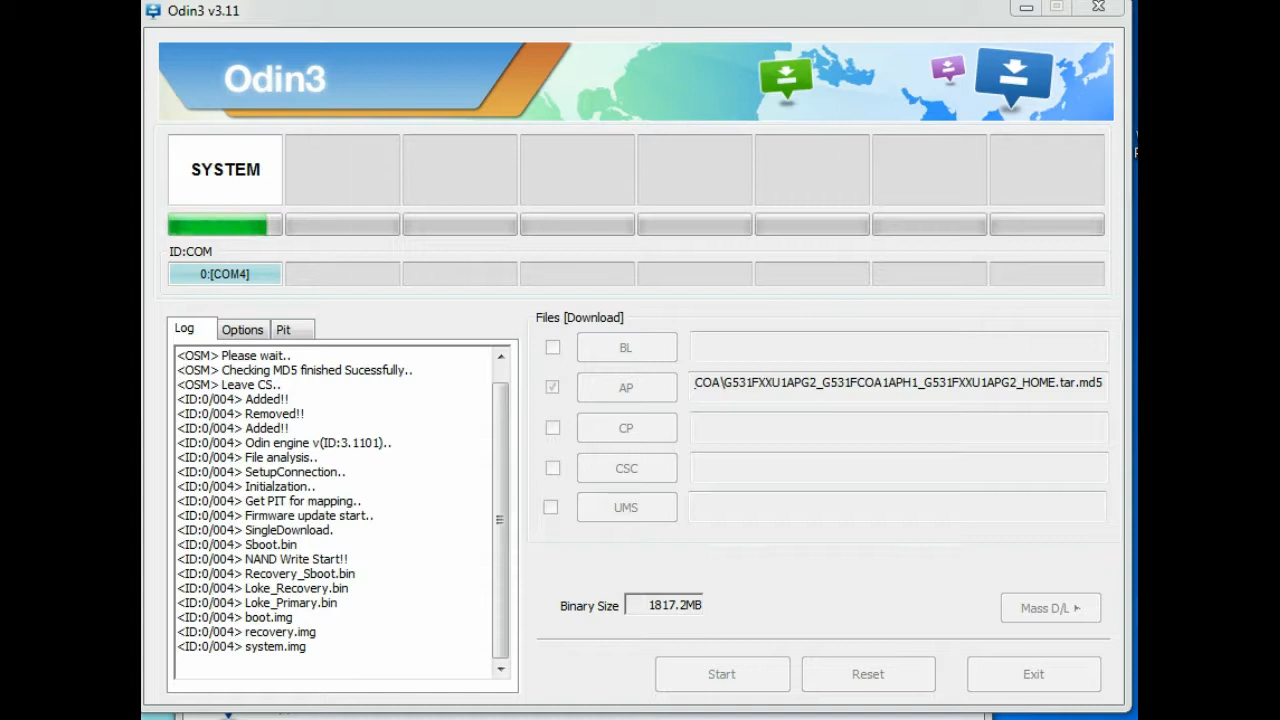 Odin3 v3.11
Odin3
SYSTEM
ID:COM
0:[COM4]
Log
Options
Pit
<OSM> Please wait..
<OSM> Checking MD5 finished Sucessfully..
<OSM> Leave CS..
<ID:0/004> Added!!
<ID:0/004> Removed!!
<ID:0/004> Added!!
<ID:0/004> Odin engine v(ID:3.1101)..
<ID:0/004> File analysis..
<ID:0/004> SetupConnection..
<ID:0/004> Initialzation..
<ID:0/004> Get PIT for mapping..
<ID:0/004> Firmware update start..
<ID:0/004> SingleDownload.
<ID:0/004> Sboot.bin
<ID:0/004> NAND Write Start!!
<ID:0/004> Recovery_Sboot.bin
<ID:0/004> Loke_Recovery.bin
<ID:0/004> Loke_Primary.bin
<ID:0/004> boot.img
<ID:0/004> recovery.img
<ID:0/004> system.img
Files [Download]
BL
AP
COA\G531FXXU1APG2_G531FCOA1APH1_G531FXXU1APG2_HOME.tar.md5
CP
CSC
UMS
Binary Size
1817.2MB
Mass D/L
Start
Reset
Exit